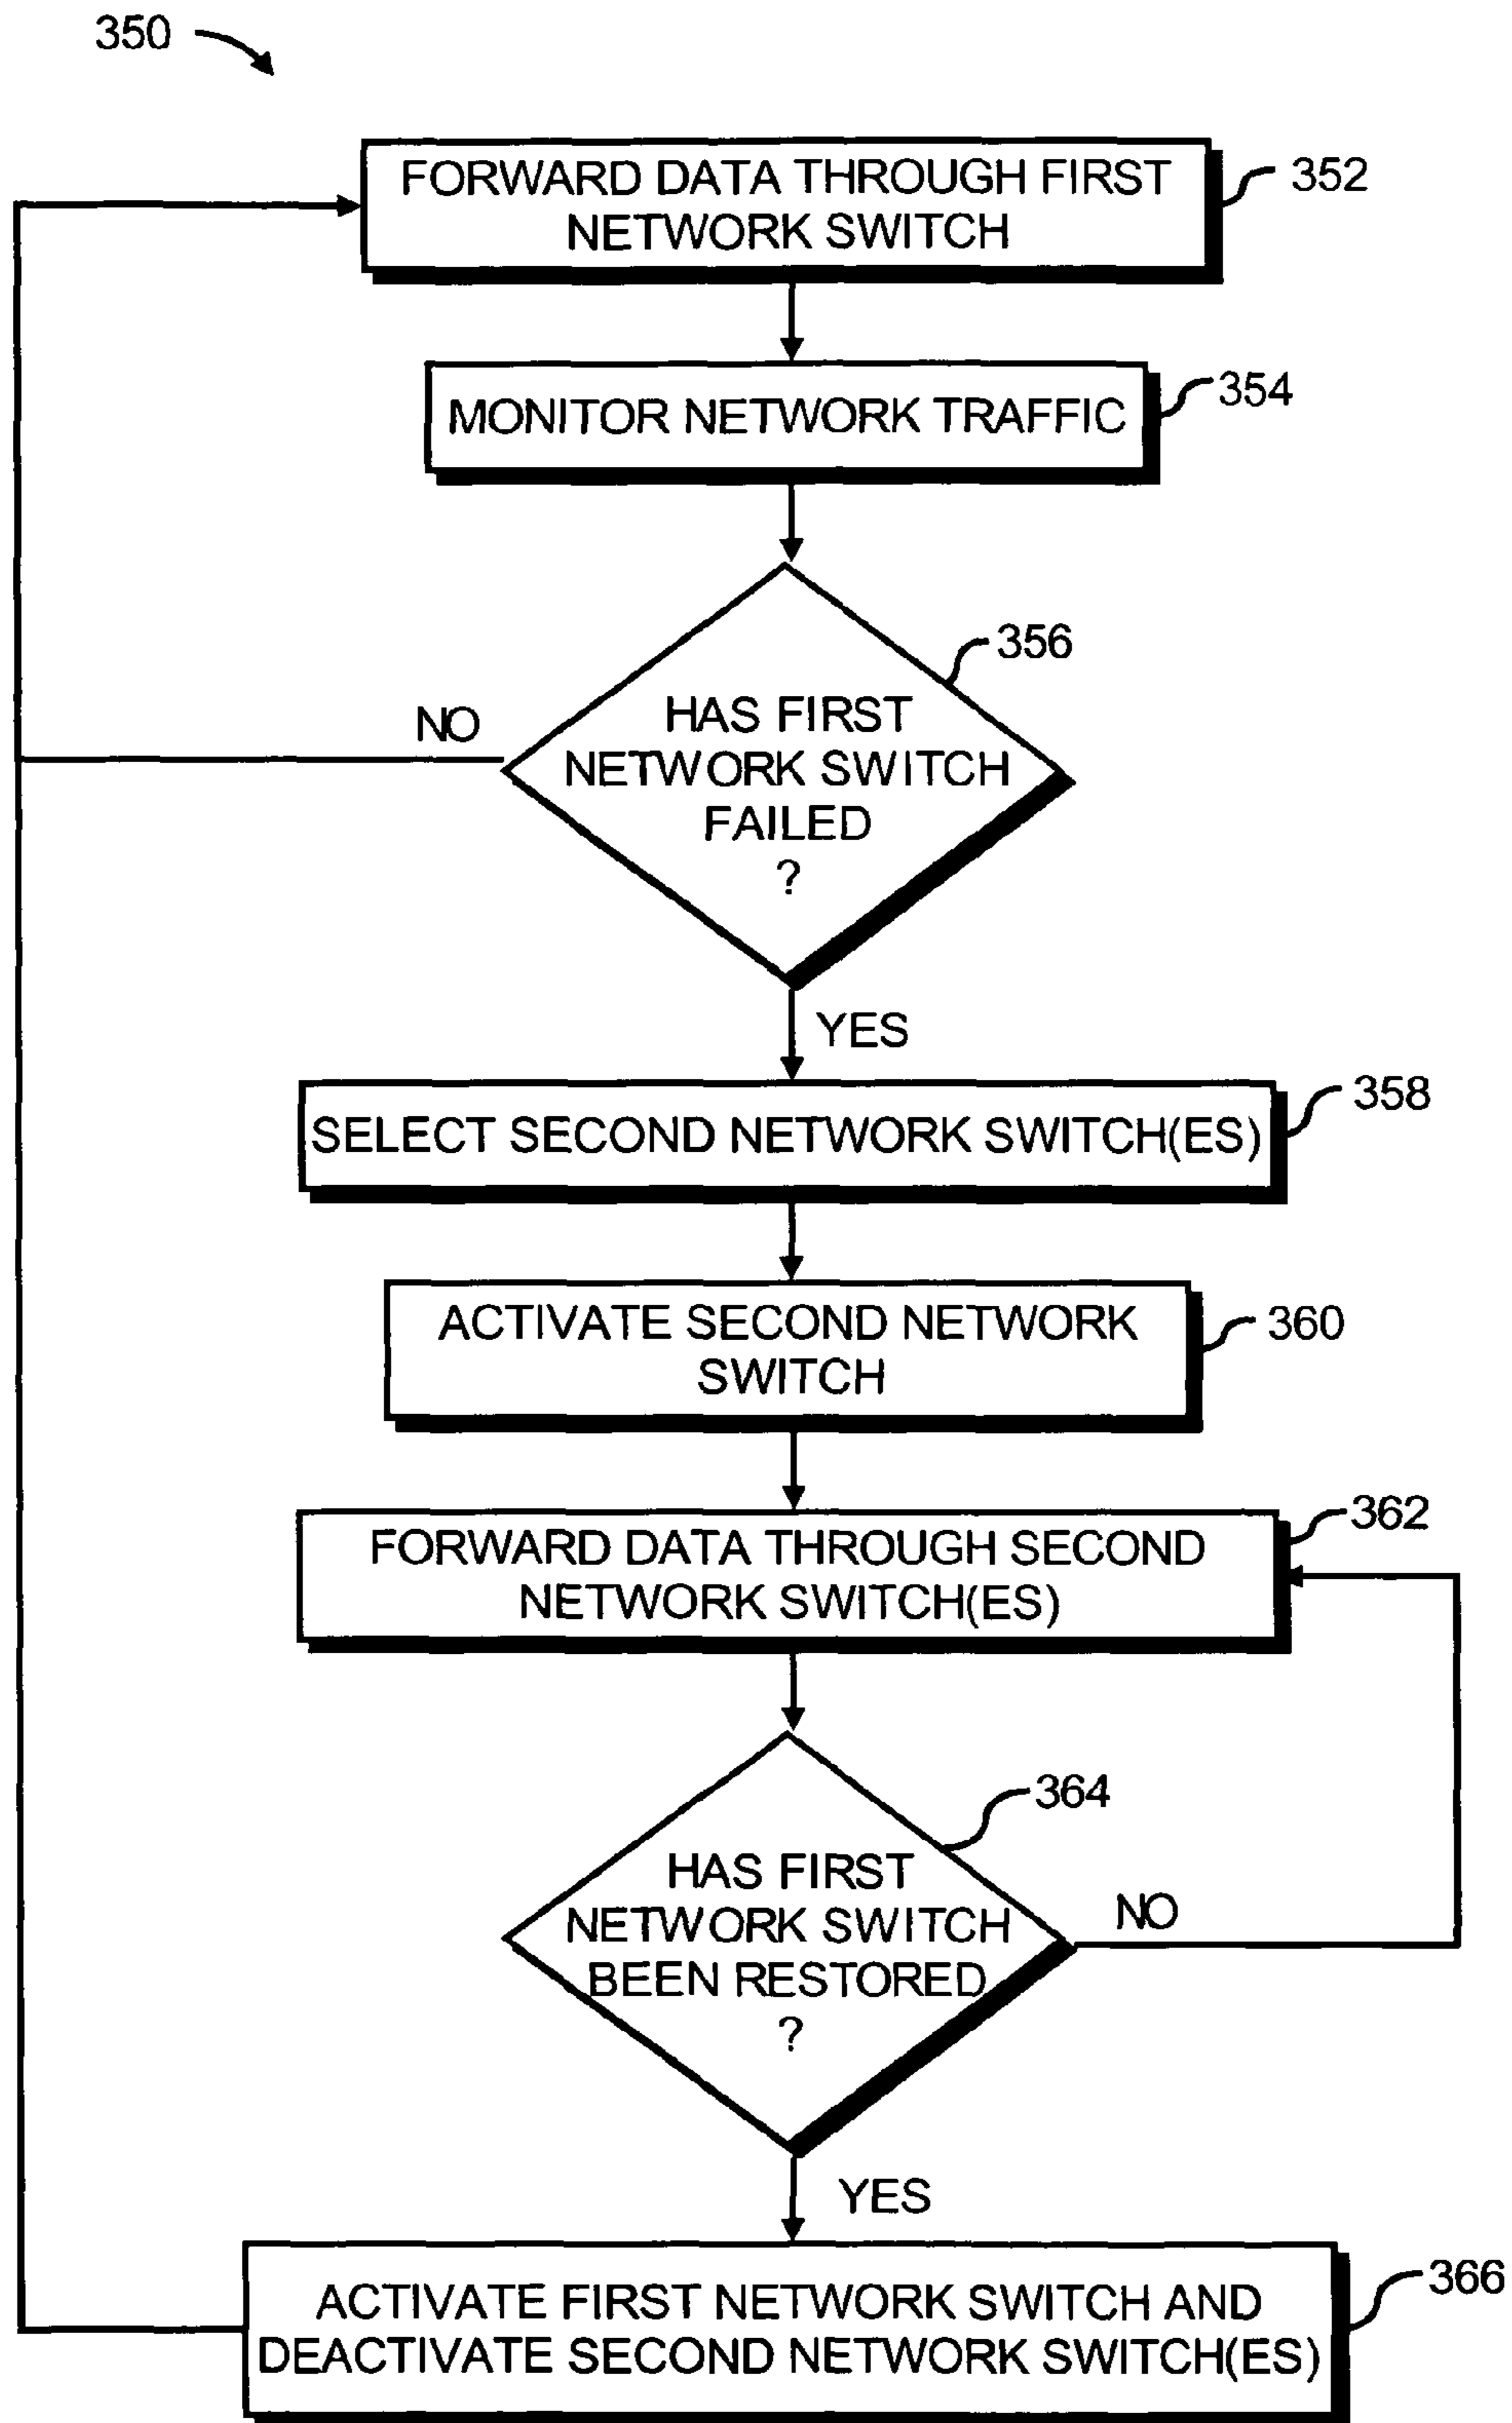 350
FORWARD DATA THROUGH FIRST
NETWORK SWITCH
352
MONITOR NETWORK TRAFFIC
354
356
HAS FIRST
NETWORK SWITCH
FAILED
?
NO
YES
SELECT SECOND NETWORK SWITCH(ES)
358
ACTIVATE SECOND NETWORK
SWITCH
360
FORWARD DATA THROUGH SECOND
NETWORK SWITCH(ES)
362
364
HAS FIRST
NETWORK SWITCH
BEEN RESTORED
?
NO
YES
ACTIVATE FIRST NETWORK SWITCH AND
DEACTIVATE SECOND NETWORK SWITCH(ES)
366